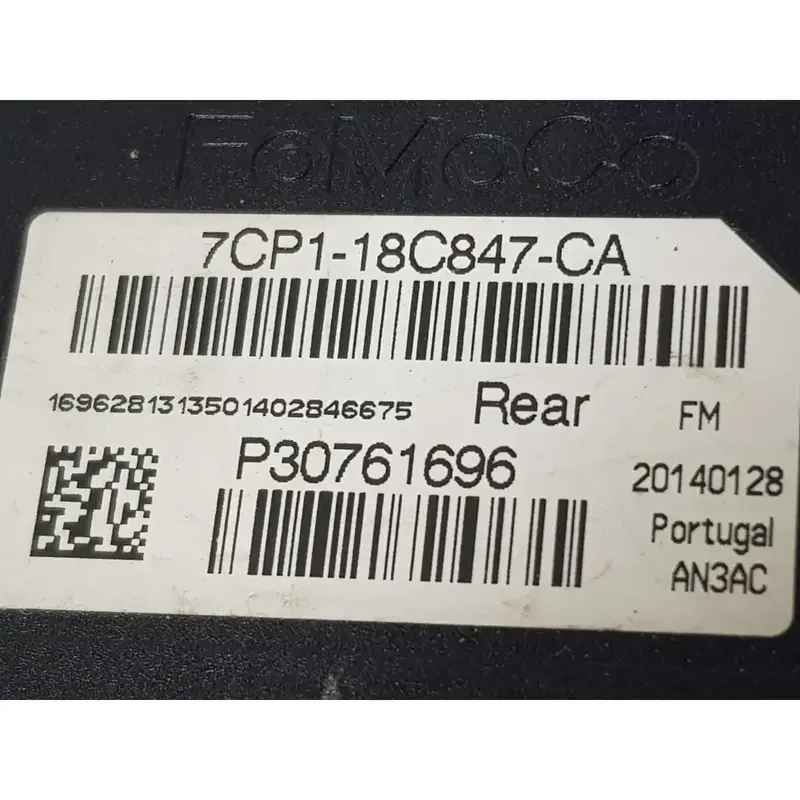 FoMoCo
7CP1-18C847-CA
1696281313501402846675
Rear
FM
P30761696
20140128
Portugal
AN3AC